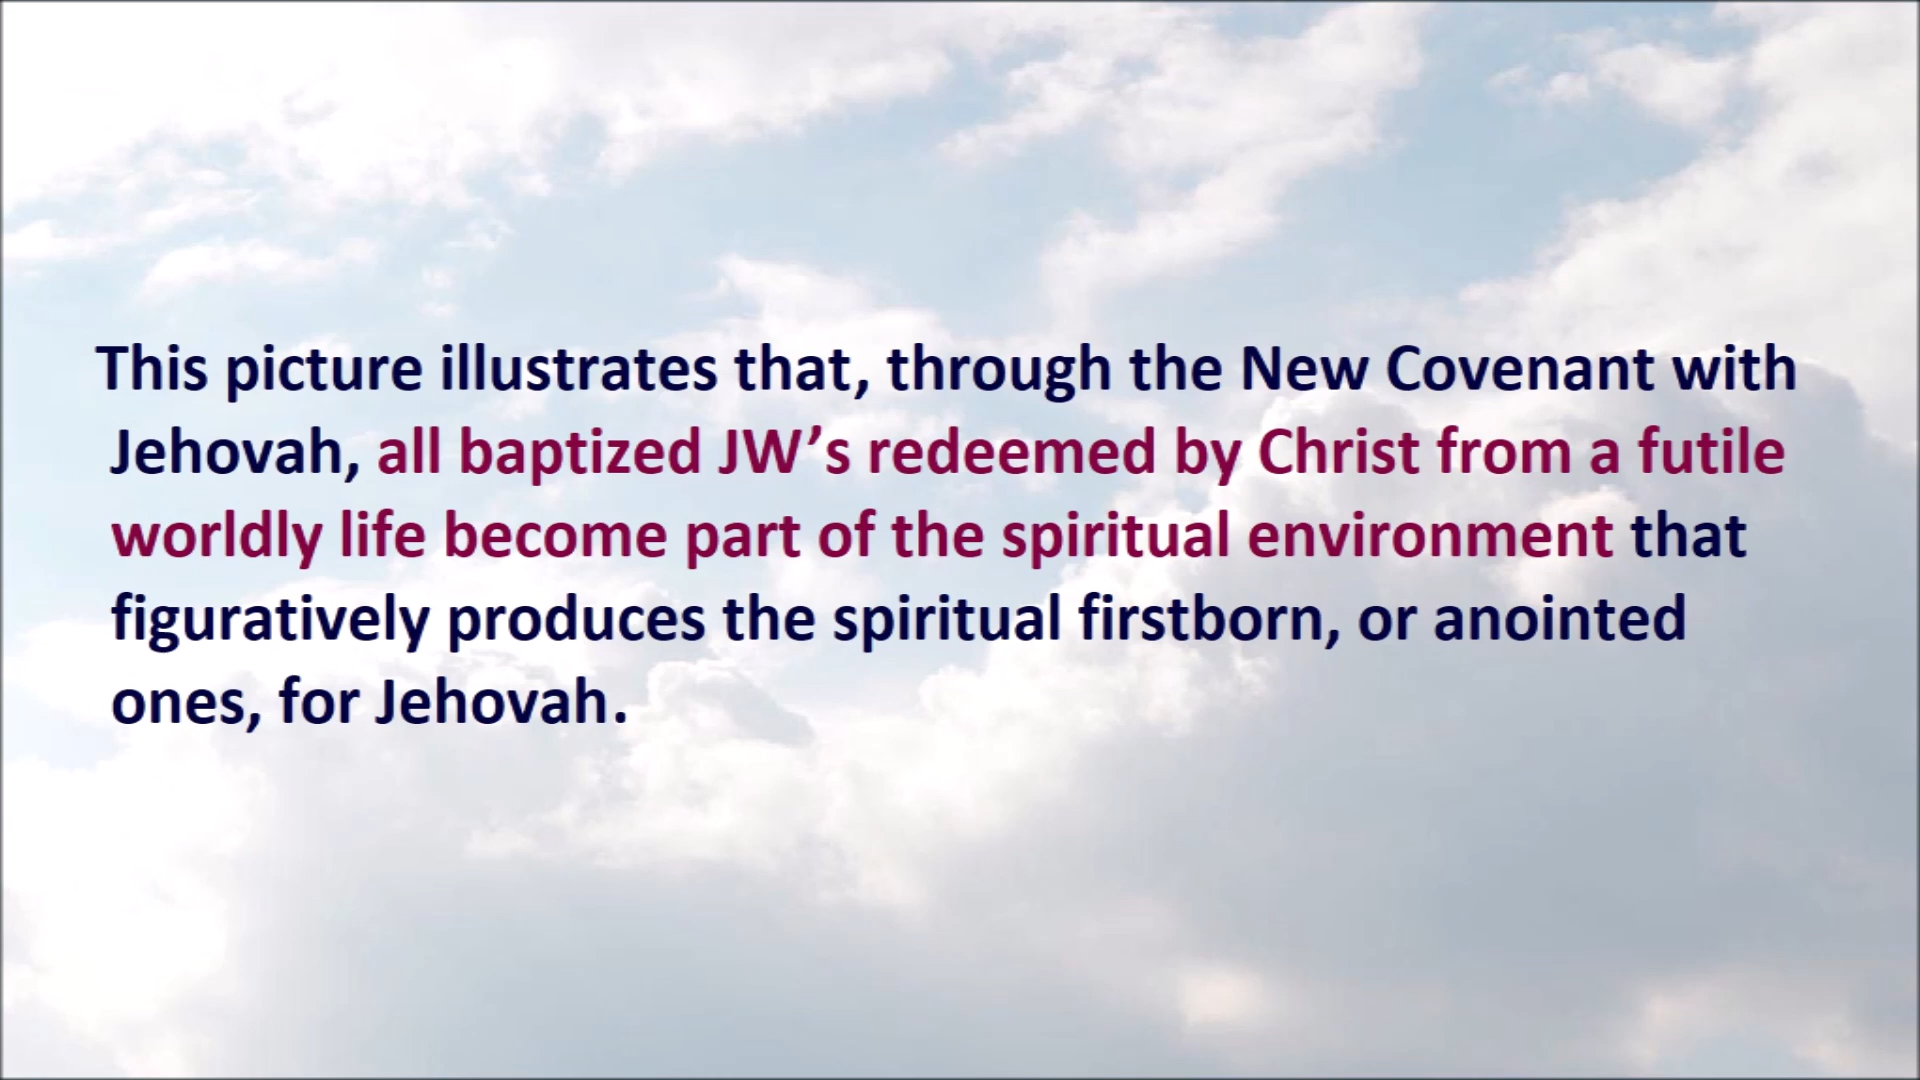 This picture illustrates that, through the New Covenant with
Jehovah, all baptized JW’s redeemed by Christ from a futile
worldly life become part of the spiritual environment that
figuratively produces the spiritual firstborn, or anointed
ones, for Jehovah.